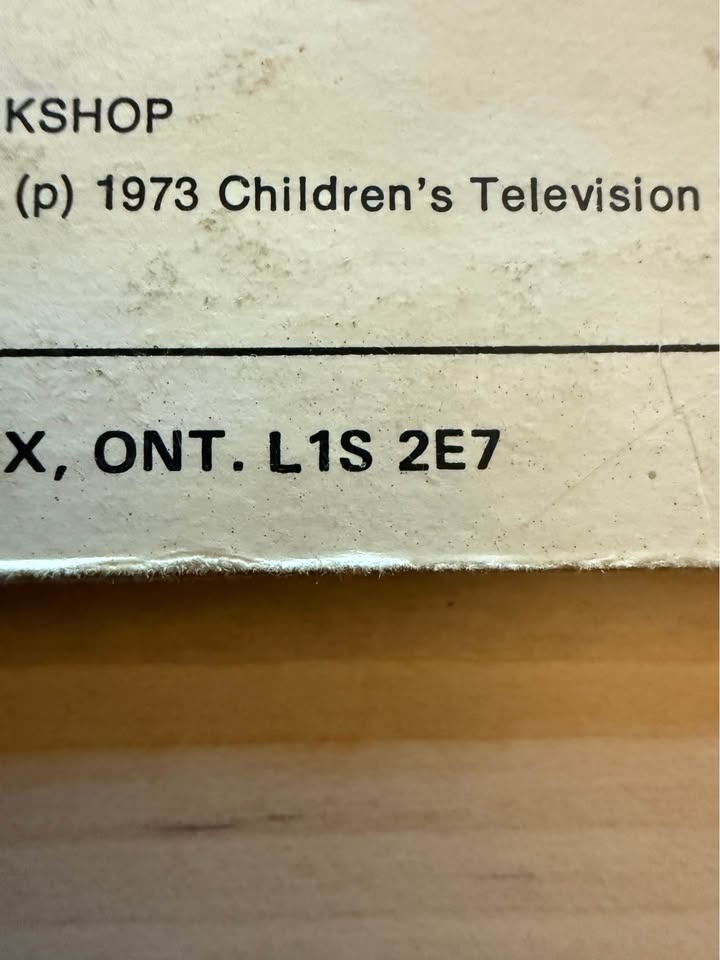 KSHOP
(p) 1973 Children's Television
X, ONT. L1S 2E7